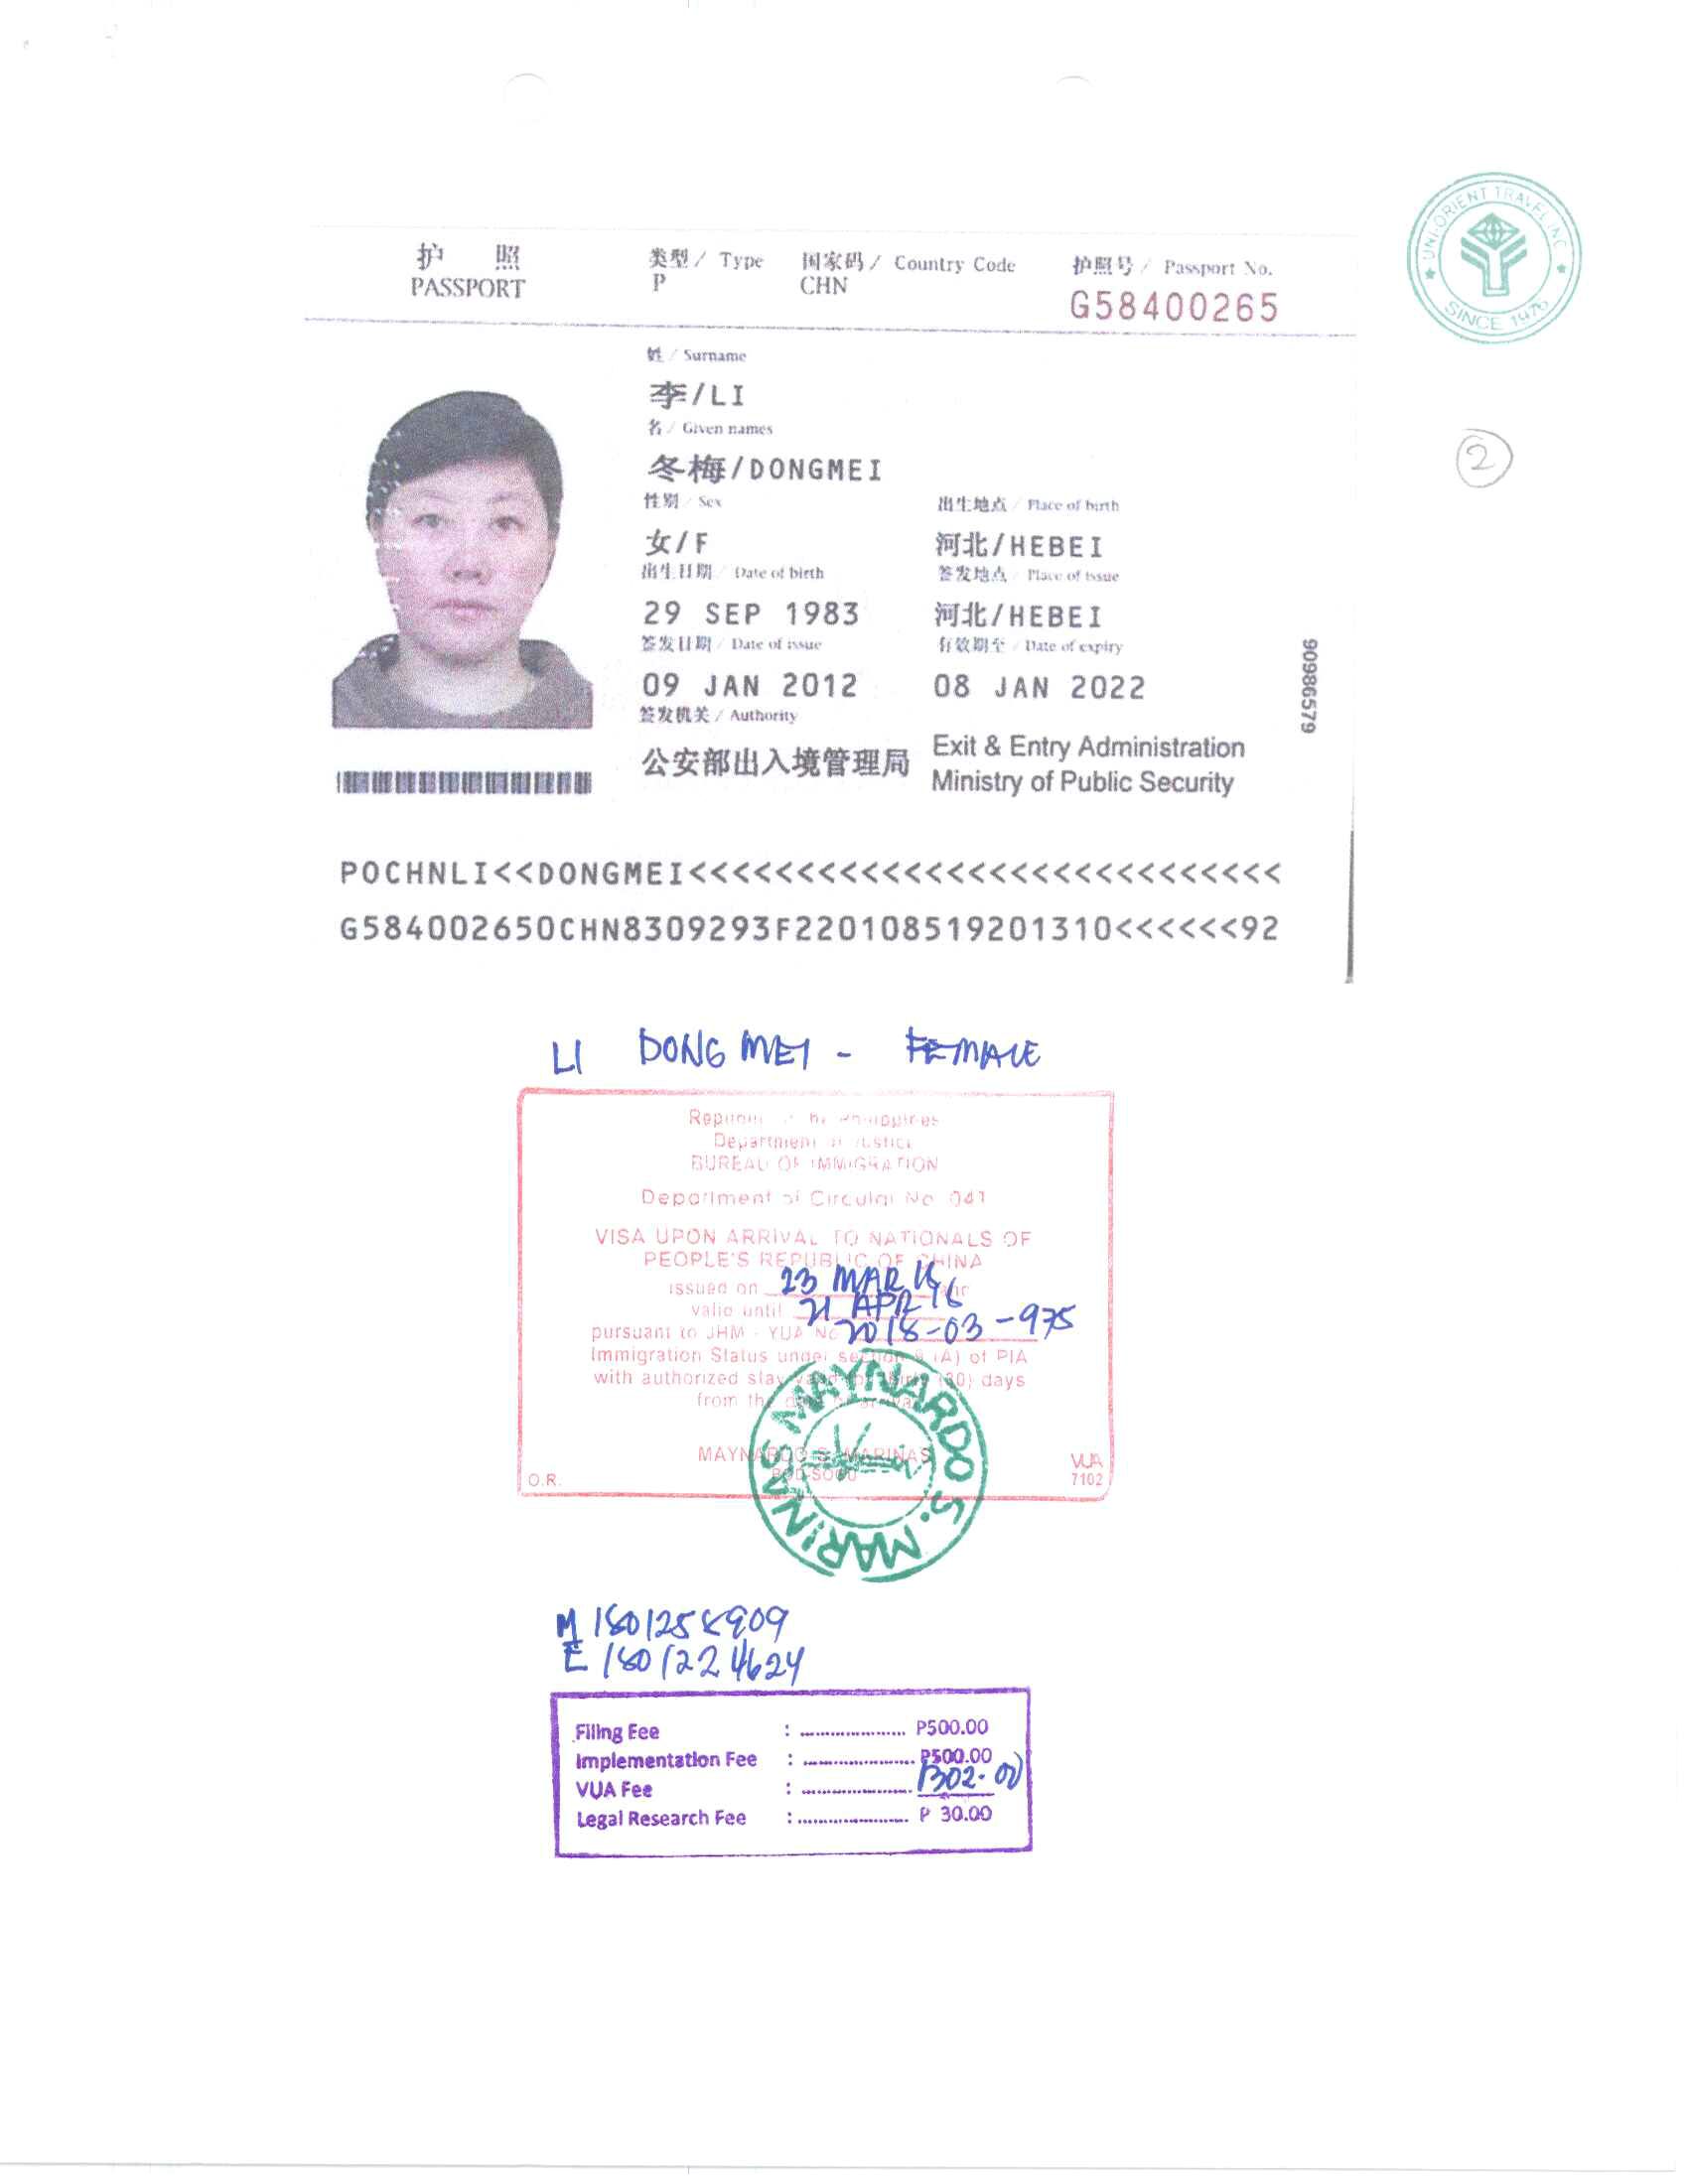 UNI-ORIENT TRAVEL INC.
SINCE 1976
护 照
PASSPORT
类型 / Type
P
国家码 / Country Code
CHN
护照号 / Passport No.
G58400265
2
姓 / Surname
李/LI
名 / Given names
冬梅/DONGMEI
性别 / Sex
女/F
出生地点 / Place of birth
河北/HEBEI
出生日期 / Date of birth
29 SEP 1983
签发地点 / Place of issue
河北/HEBEI
签发日期 / Date of issue
09 JAN 2012
有效期至 / Date of expiry
08 JAN 2022
签发机关 / Authority
公安部出入境管理局
Exit & Entry Administration
Ministry of Public Security
90986579
POCHNLI<<DONGMEI<<<<<<<<<<<<<<<<<<<<<<<<<<<<
G584002650CHN8309293F220108519201310<<<<<<92
LI DONG MEI - FEMALE
Republic of the Philippines
Department of Justice
BUREAU OF IMMIGRATION
Department of Circular No. 041
VISA UPON ARRIVAL TO NATIONALS OF
PEOPLE'S REPUBLIC OF CHINA
issued on 23 MAR
valid until 21 APR
pursuant to JHM - VUA No 2018-03-975
Immigration Status under section 9 (A) of PIA
with authorized stay valid for thirty (30) days
from the date of arrival
MAYNARDO S. MARINAS
O.R.
VUA
7102
MAYNARDO S. MARINAS
M 1801258909
E 1801224624
Filing Fee : P500.00
Implementation Fee : P500.00
VUA Fee : 1302.00
Legal Research Fee : P 30.00